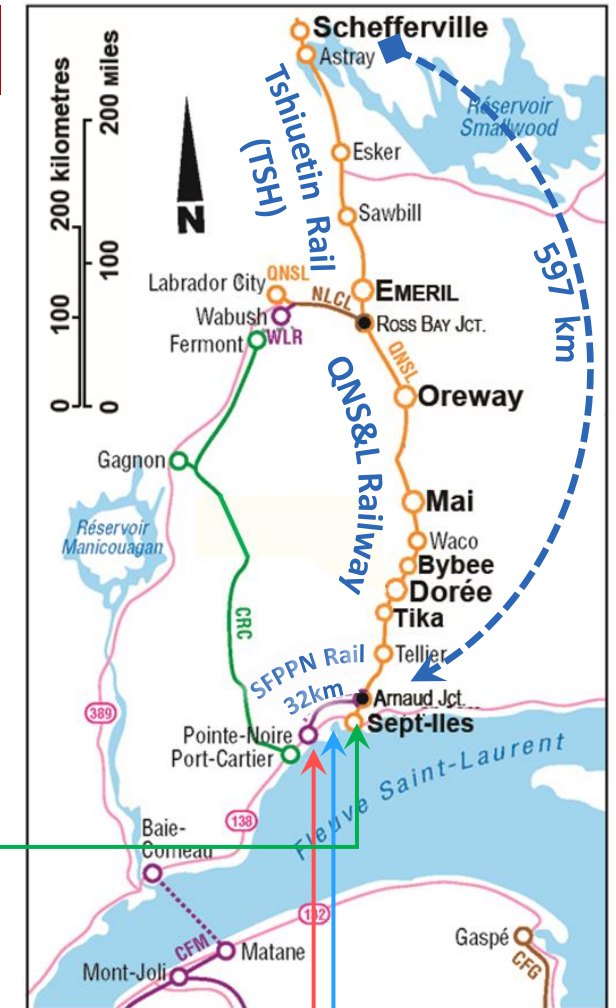 Schefferville
Astray
Réservoir
Smallwood
200 kilometres
200 MILES
100
100
0
0
N
Tshiuetin Rail
(TSH)
Esker
Sawbill
597 km
Labrador City
QNSL
NLCL
EMERIL
Wabush
WLR
ROSS BAY JCT.
Fermont
QNSL
QNS&L Railway
Oreway
Gagnon
Mai
Réservoir
Manicouagan
Waco
Bybee
Dorée
Tika
CRC
Tellier
SFPPN Rail
32km
389
ARNAUD JCT.
Pointe-Noire
Sept-Iles
Port-Cartier
Fleuve Saint-Laurent
138
Baie-
Comeau
132
CFM
Matane
Mont-Joli
Gaspé
CFG